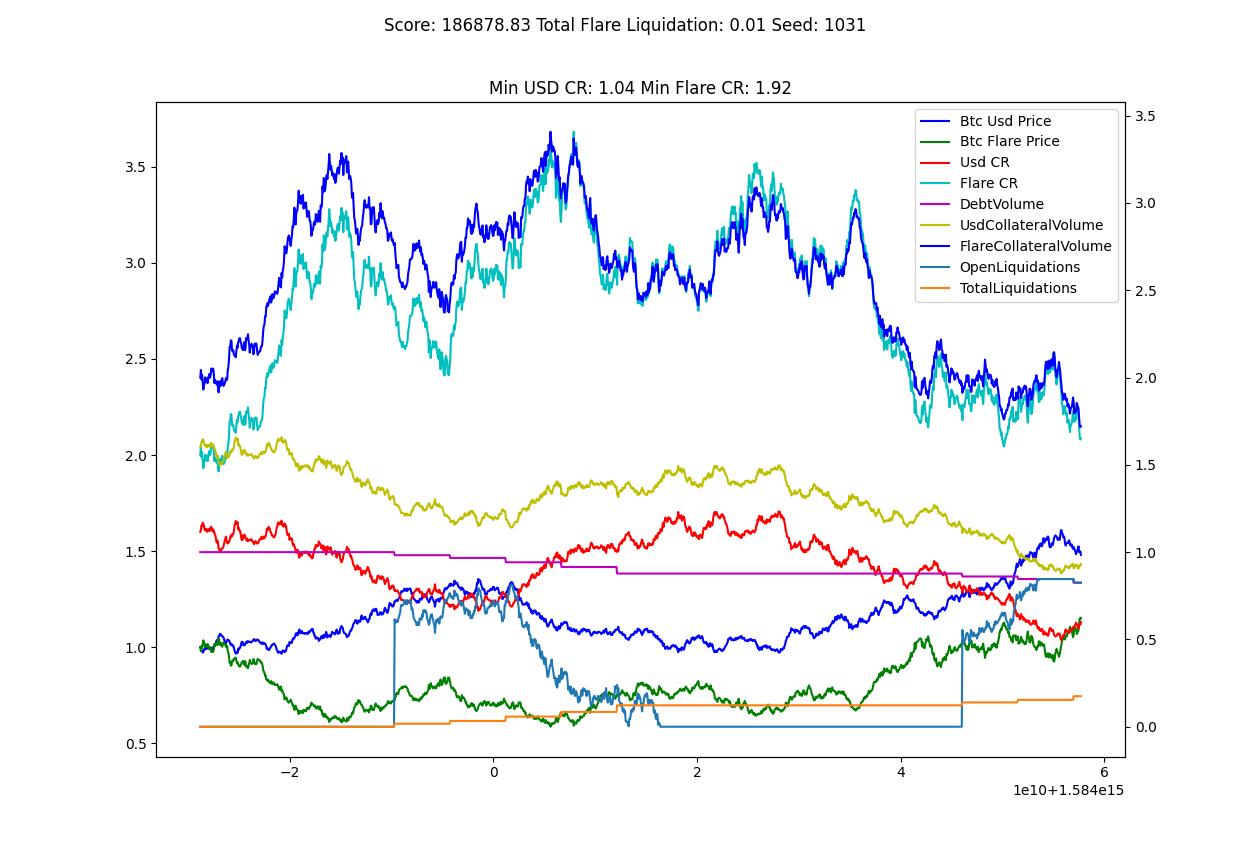 Score: 186878.83 Total Flare Liquidation: 0.01 Seed: 1031
Min USD CR: 1.04 Min Flare CR: 1.92
Btc Usd Price
Btc Flare Price
Usd CR
Flare CR
DebtVolume
UsdCollateralVolume
FlareCollateralVolume
OpenLiquidations
TotalLiquidations
3.5
3.0
2.5
2.0
1.5
1.0
0.5
3.5
3.0
2.5
2.0
1.5
1.0
0.5
0.0
−2
0
2
4
6
1e10+1.584e15